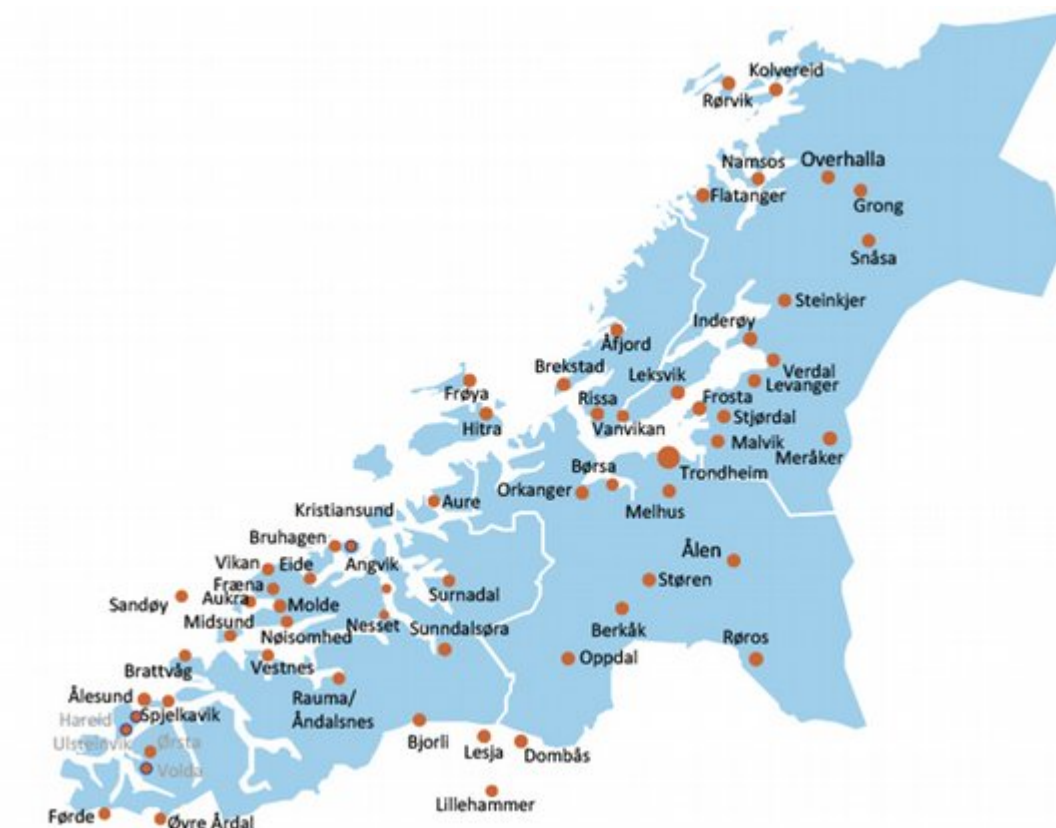 Kolvereid
Rørvik
Namsos
Overhalla
Flatanger
Grong
Snåsa
Steinkjer
Inderøy
Åfjord
Verdal
Brekstad
Leksvik
Levanger
Frøya
Rissa
Frosta
Stjørdal
Hitra
Vanvikan
Malvik
Meråker
Børsa
Trondheim
Orkanger
Aure
Melhus
Kristiansund
Bruhagen
Ålen
Vikan
Eide
Angvik
Støren
Fræna
Surnadal
Aukra
Sandøy
Molde
Midsund
Nesset
Sunndalsøra
Berkåk
Nøisomhed
Røros
Oppdal
Brattvåg
Vestnes
Ålesund
Rauma/
Åndalsnes
Spjelkavik
Hareid
Ulsteinvik
Ørsta
Bjorli
Lesja
Dombås
Volda
Lillehammer
Førde
Øvre Årdal